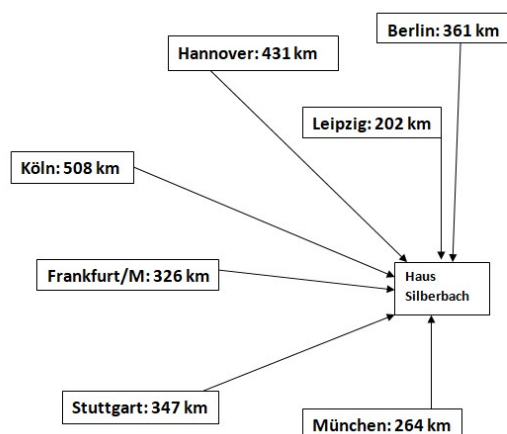 Berlin: 361 km
Hannover: 431 km
Leipzig: 202 km
Köln: 508 km
Frankfurt/M: 326 km
Haus
Silberbach
Stuttgart: 347 km
München: 264 km